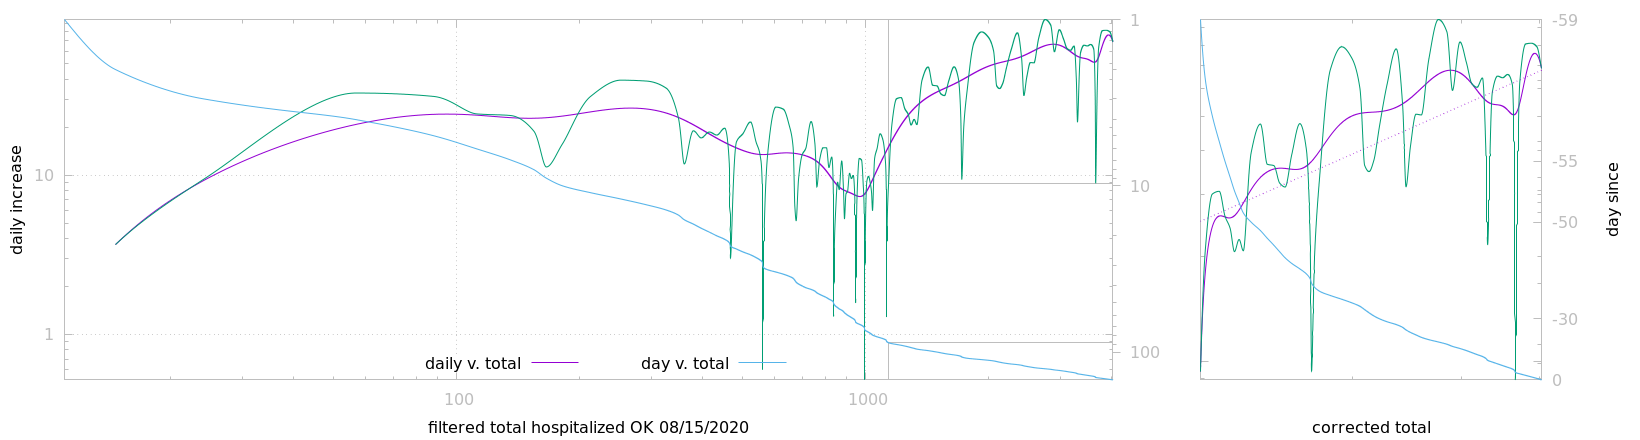 daily increase
10
1
1
10
100
daily v. total
day v. total
100
1000
filtered total hospitalized OK 08/15/2020
-59
-55
-50
-30
0
day since
corrected total